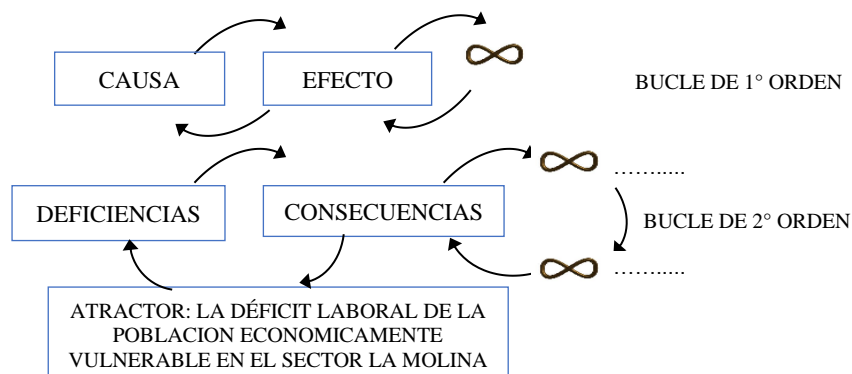 CAUSA
EFECTO
BUCLE DE 1° ORDEN
DEFICIENCIAS
CONSECUENCIAS
…….....
BUCLE DE 2° ORDEN
…….....
ATRACTOR: LA DÉFICIT LABORAL DE LA
POBLACION ECONOMICAMENTE
VULNERABLE EN EL SECTOR LA MOLINA